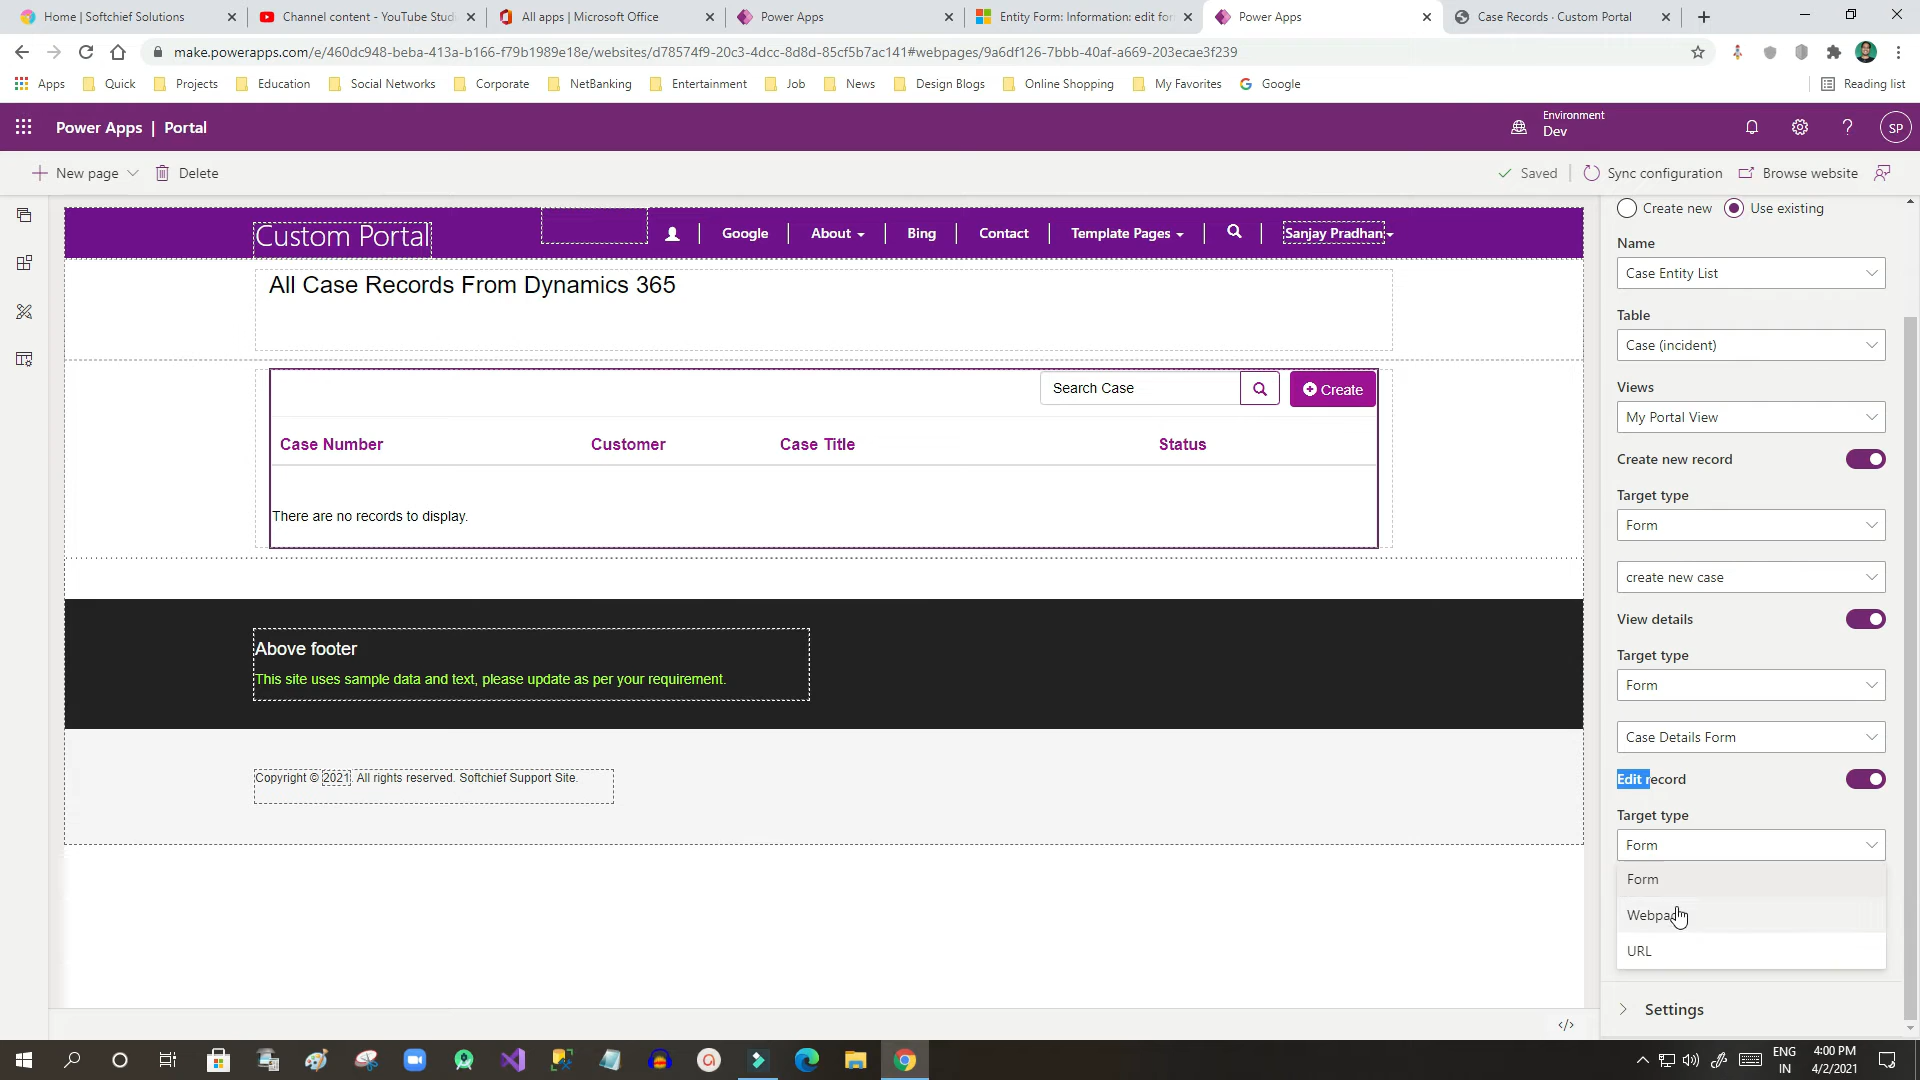 Home | Softchief Solutions
Channel content - YouTube Studi
All apps | Microsoft Office
Power Apps
Entity Form: Information: edit for
Power Apps
Case Records · Custom Portal
make.powerapps.com/e/460dc948-beba-413a-b166-f79b1989e18e/websites/d78574f9-20c3-4dcc-8d8d-85cf5b7ac141#webpages/9a6df126-7bbb-40af-a669-203ecae3f239
Apps Quick Projects Education Social Networks Corporate NetBanking Entertainment Job News Design Blogs Online Shopping My Favorites Google Reading list
Power Apps | Portal
Environment
Dev
SP
New page Delete Saved Sync configuration Browse website
Custom Portal Google About Bing Contact Template Pages Sanjay Pradhan
All Case Records From Dynamics 365
Search Case Create
Case Number Customer Case Title Status
There are no records to display.
Above footer
This site uses sample data and text, please update as per your requirement.
Copyright © 2021. All rights reserved. Softchief Support Site.
Create new Use existing
Name
Case Entity List
Table
Case (incident)
Views
My Portal View
Create new record
Target type
Form
create new case
View details
Target type
Form
Case Details Form
Edit record
Target type
Form
Form
URL
Settings
</>
ENG
IN
4:00 PM
4/2/2021